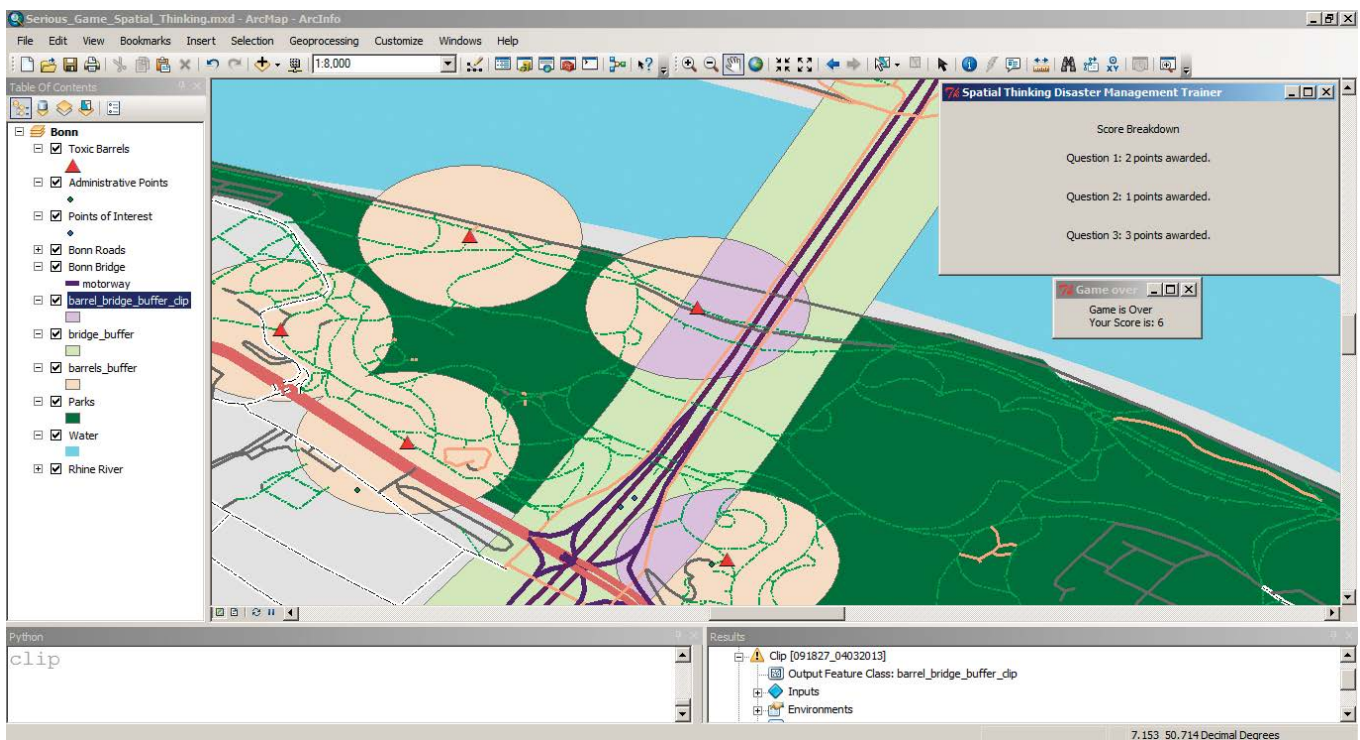 Serious_Game_Spatial_Thinking.mxd - ArcMap - ArcInfo
File Edit View Bookmarks Insert Selection Geoprocessing Customize Windows Help
1:8,000
Table Of Contents
Bonn
Toxic Barrels
Administrative Points
Points of Interest
Bonn Roads
Bonn Bridge
motorway
barrel_bridge_buffer_clip
bridge_buffer
barrels_buffer
Parks
Water
Rhine River
Spatial Thinking Disaster Management Trainer
Score Breakdown
Question 1: 2 points awarded.
Question 2: 1 points awarded.
Question 3: 3 points awarded.
Game over
Game is Over
Your Score is: 6
Python
clip
Results
Clip [091827_04032013]
Output Feature Class: barrel_bridge_buffer_clip
Inputs
Environments
7.153 50.714 Decimal Degrees